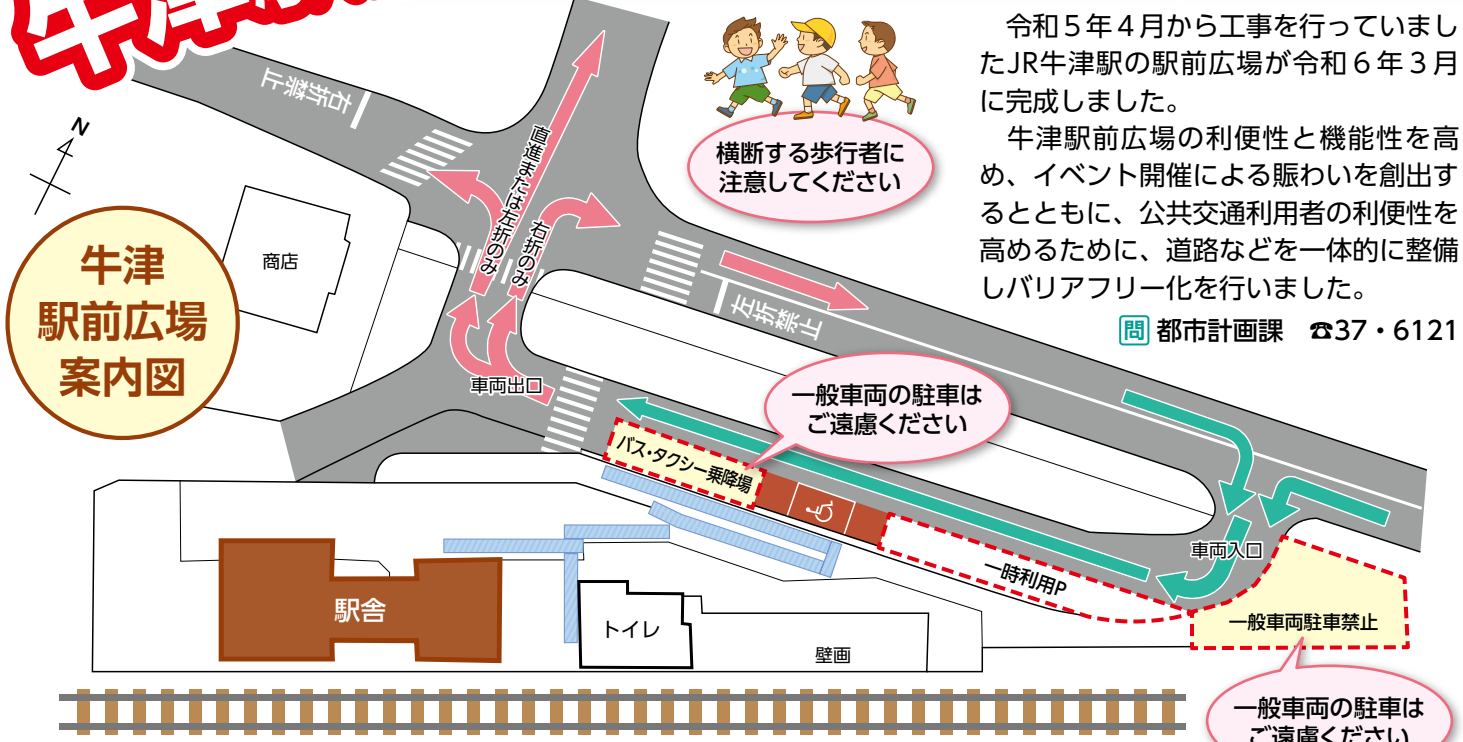 牛津
令和５年４月から工事を行っていまし
たJR牛津駅の駅前広場が令和６年３月
に完成しました。
牛津駅前広場の利便性と機能性を高
め、イベント開催による賑わいを創出す
るとともに、公共交通利用者の利便性を
高めるために、道路などを一体的に整備
しバリアフリー化を行いました。
問 都市計画課　☎37・6121
横断する歩行者に
注意してください
右折禁止
N
直進または左折のみ
右折のみ
牛津
駅前広場
案内図
商店
左折禁止
車両出口
一般車両の駐車は
ご遠慮ください
バス・タクシー乗降場
車両入口
一時利用P
駅舎
トイレ
壁画
一般車両駐車禁止
一般車両の駐車は
ご遠慮ください